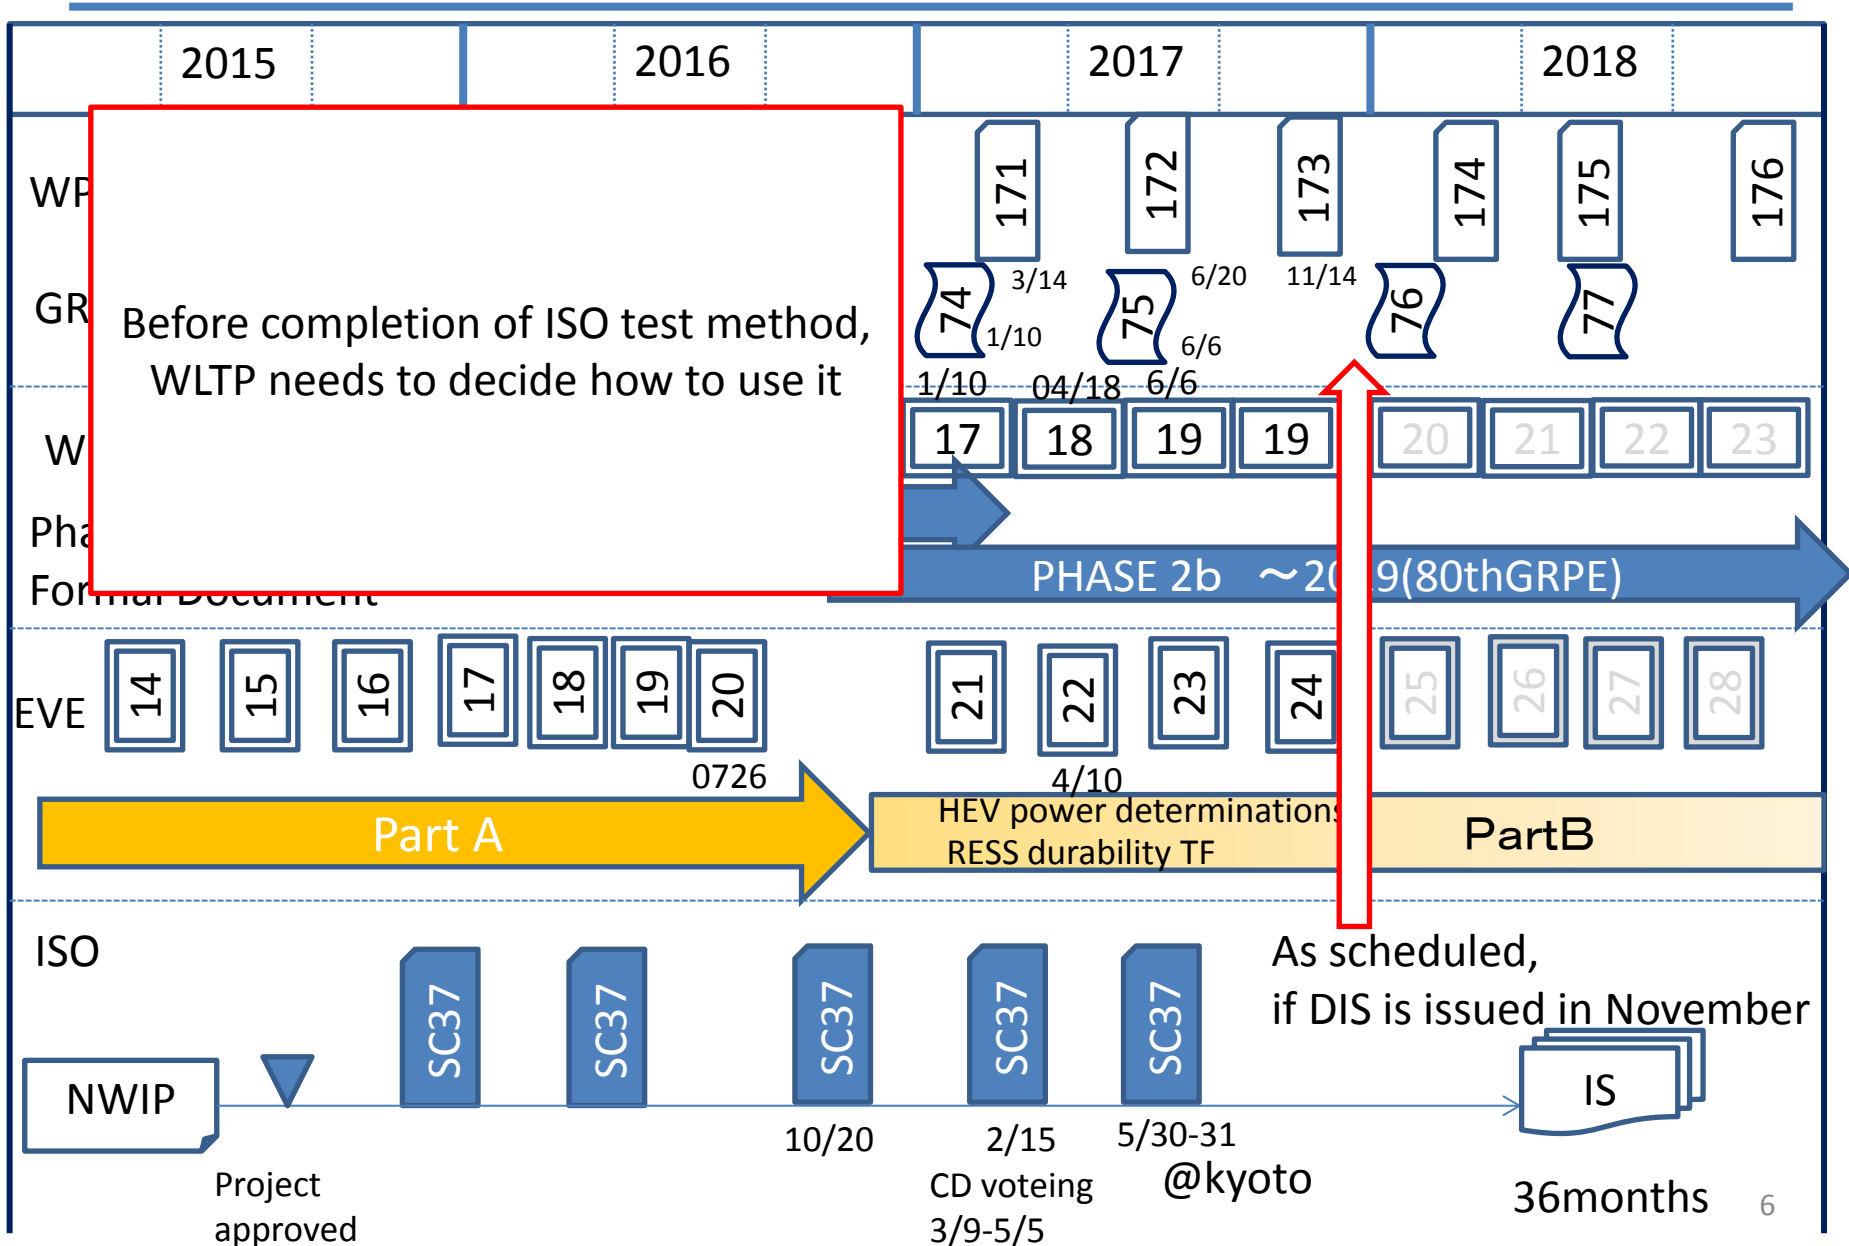 2015 2016 2017 2018
WP
171 172 173 174 175 176
3/14 6/20 11/14
GR
74 75 76 77
1/10 6/6
Before completion of ISO test method,
WLTP needs to decide how to use it
1/10 04/18 6/6
W
17 18 19 19 20 21 22 23
Pha
PHASE 2b ～20 9(80thGRPE)
Formal Document
EVE
14 15 16 17 18 19 20 21 22 23 24 25 26 27 28
0726 4/10
Part A
HEV power determinations
RESS durability TF
PartB
ISO
SC37 SC37 SC37 SC37 SC37
As scheduled,
if DIS is issued in November
NWIP
IS
10/20 2/15 5/30-31
@kyoto
Project
approved
CD voteing
3/9-5/5
36months
6